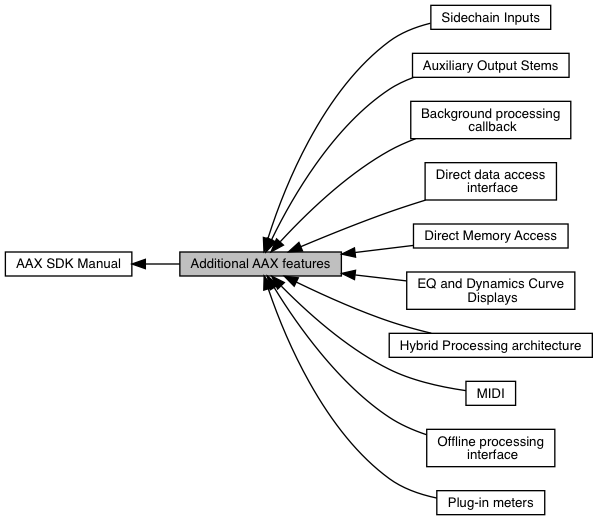 Sidechain Inputs
Auxiliary Output Stems
Background processing
callback
Direct data access
interface
Direct Memory Access
AAX SDK Manual
Additional AAX features
EQ and Dynamics Curve
Displays
Hybrid Processing architecture
MIDI
Offline processing
interface
Plug-in meters